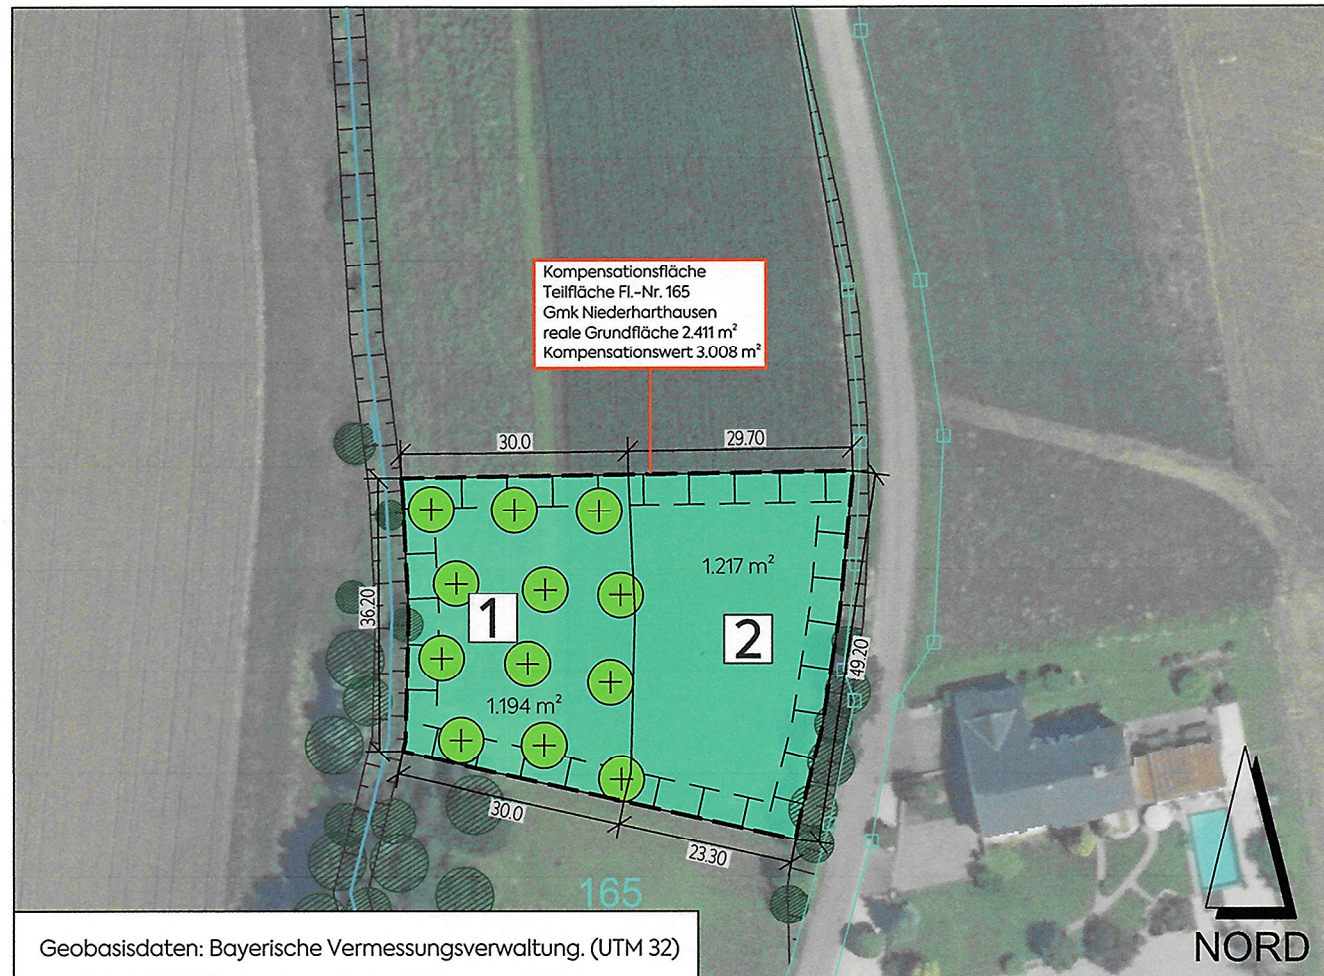 Kompensationsfläche
Teilfläche Fl.-Nr. 165
Gmk Niederharthausen
reale Grundfläche 2.411 m²
Kompensationswert 3.008 m²
30.0
29.70
1.217 m²
36.20
1
2
49.20
1.194 m²
30.0
23.30
165
NORD
Geobasisdaten: Bayerische Vermessungsverwaltung. (UTM 32)